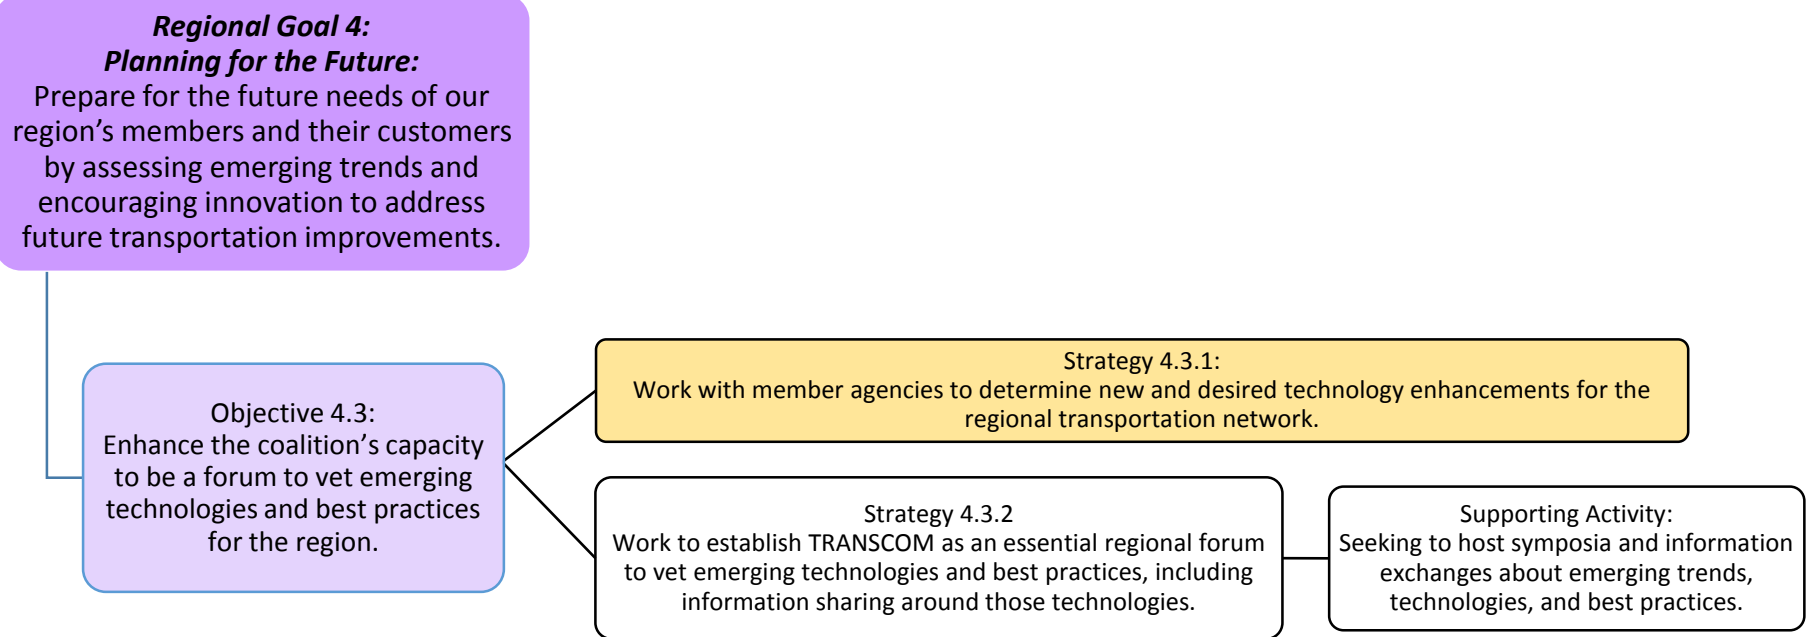 Regional Goal 4:
Planning for the Future:
Prepare for the future needs of our
region’s members and their customers
by assessing emerging trends and
encouraging innovation to address
future transportation improvements.
Objective 4.3:
Enhance the coalition’s capacity
to be a forum to vet emerging
technologies and best practices
for the region.
Strategy 4.3.1:
Work with member agencies to determine new and desired technology enhancements for the
regional transportation network.
Strategy 4.3.2
Work to establish TRANSCOM as an essential regional forum
to vet emerging technologies and best practices, including
information sharing around those technologies.
Supporting Activity:
Seeking to host symposia and information
exchanges about emerging trends,
technologies, and best practices.